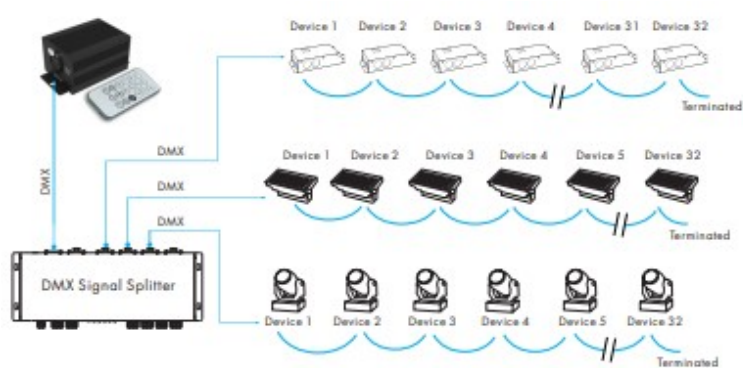 Device 1 Device 2 Device 3 Device 4 Device 31 Device 32
Terminated
DMX
DMX
Device 1 Device 2 Device 3 Device 4 Device 5 Device 32
DMX
DMX
Terminated
DMX Signal Splitter
Device 1 Device 2 Device 3 Device 4 Device 5 Device 32
Terminated